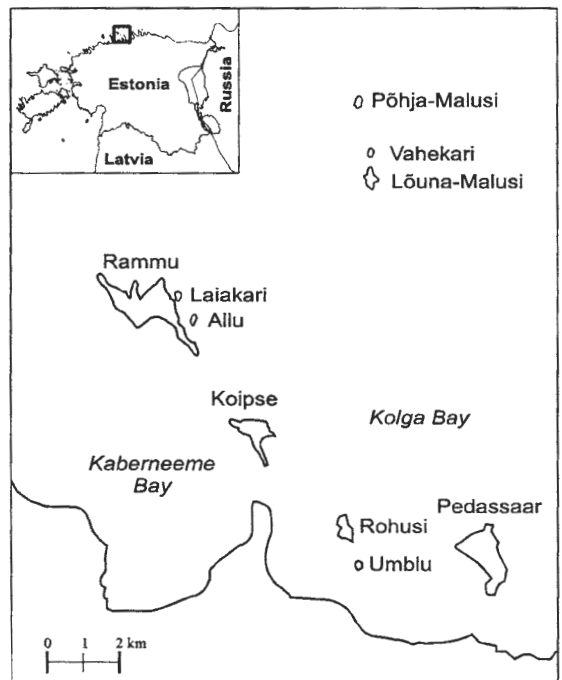 Estonia
Russia
Latvia
Põhja-Malusi
Vahekari
Lõuna-Malusi
Rammu
Laiakari
Allu
Koipse
Kolga Bay
Kaberneeme
Bay
Pedassaar
Rohusi
Umblu
0 1 2 km